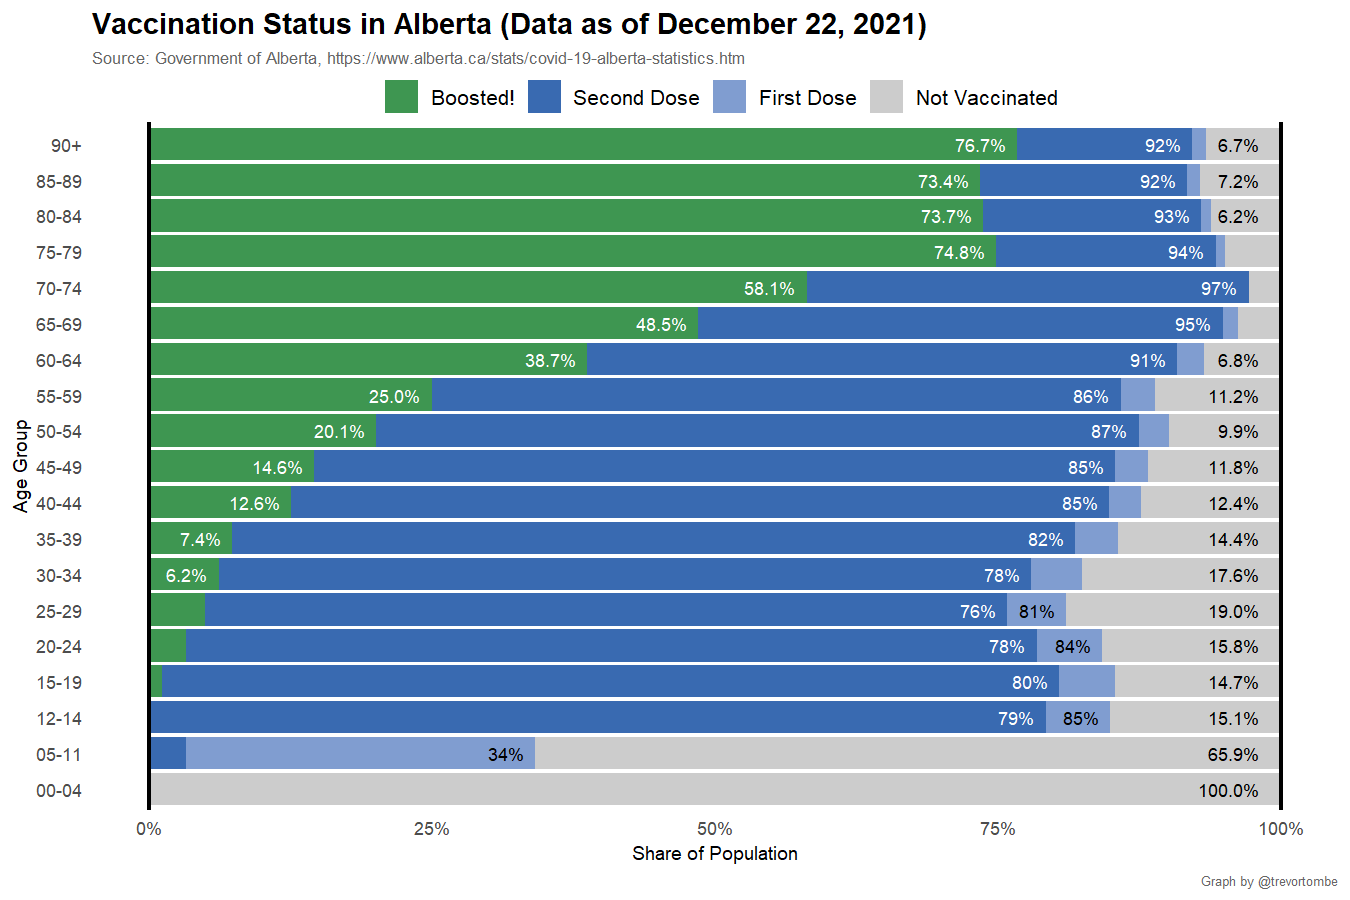 Vaccination Status in Alberta (Data as of December 22, 2021)
Source: Government of Alberta, https://www.alberta.ca/stats/covid-19-alberta-statistics.htm
Boosted! Second Dose First Dose Not Vaccinated
90+ 76.7% 92% 6.7%
85-89 73.4% 92% 7.2%
80-84 73.7% 93% 6.2%
75-79 74.8% 94%
70-74 58.1% 97%
65-69 48.5% 95%
60-64 38.7% 91% 6.8%
55-59 25.0% 86% 11.2%
50-54 20.1% 87% 9.9%
45-49 14.6% 85% 11.8%
40-44 12.6% 85% 12.4%
35-39 7.4% 82% 14.4%
30-34 6.2% 78% 17.6%
25-29 76% 81% 19.0%
20-24 78% 84% 15.8%
15-19 80% 14.7%
12-14 79% 85% 15.1%
05-11 34% 65.9%
00-04 100.0%
Age Group
0% 25% 50% 75% 100%
Share of Population
Graph by @trevortombe